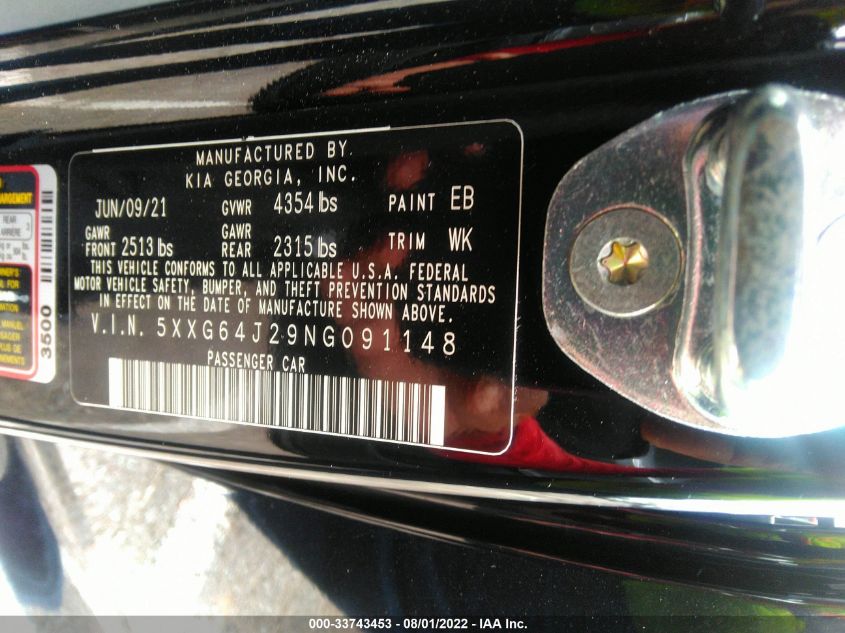 MANUFACTURED BY
KIA GEORGIA, INC.
JUN/09/21 GVWR 4354 lbs PAINT EB
GAWR FRONT 2513 lbs GAWR REAR 2315 lbs TRIM WK
THIS VEHICLE CONFORMS TO ALL APPLICABLE U.S.A. FEDERAL
MOTOR VEHICLE SAFETY, BUMPER, AND THEFT PREVENTION STANDARDS
IN EFFECT ON THE DATE OF MANUFACTURE SHOWN ABOVE.
V.I.N. 5XXG64J29NG091148
PASSENGER CAR
REAR
ARRIERE
3
3500
000-33743453 - 08/01/2022 - IAA Inc.